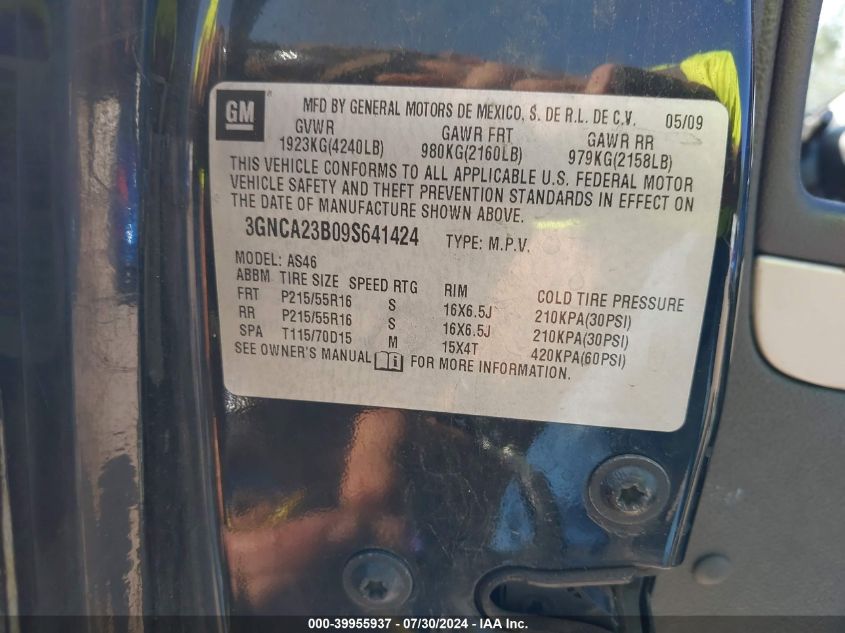 GM
MFD BY GENERAL MOTORS DE MEXICO, S. DE R.L. DE C.V. 05/09
GVWR GAWR FRT GAWR RR
1923KG(4240LB) 980KG(2160LB) 979KG(2158LB)
THIS VEHICLE CONFORMS TO ALL APPLICABLE U.S. FEDERAL MOTOR
VEHICLE SAFETY AND THEFT PREVENTION STANDARDS IN EFFECT ON
THE DATE OF MANUFACTURE SHOWN ABOVE.
3GNCA23B09S641424 TYPE: M.P.V.
MODEL: AS46
ABBM TIRE SIZE SPEED RTG RIM COLD TIRE PRESSURE
FRT P215/55R16 S 16X6.5J 210KPA(30PSI)
RR P215/55R16 S 16X6.5J 210KPA(30PSI)
SPA T115/70D15 M 15X4T 420KPA(60PSI)
SEE OWNER'S MANUAL FOR MORE INFORMATION.
000-39955937 - 07/30/2024 - IAA Inc.